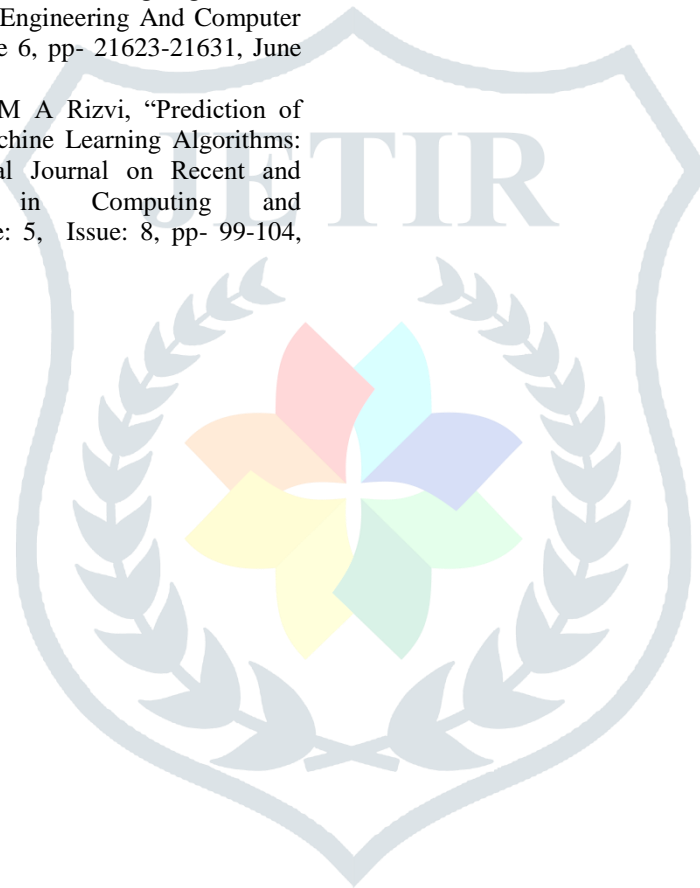 Engineering And Computer
e 6, pp- 21623-21631, June
M A Rizvi, “Prediction of
chine Learning Algorithms:
al Journal on Recent and
in Computing and
e: 5, Issue: 8, pp- 99-104,
JETIR